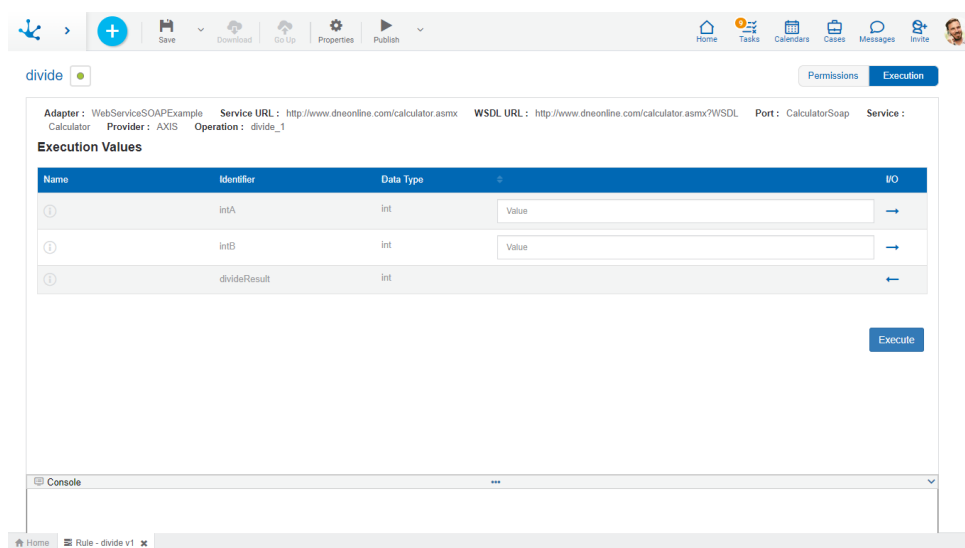 Save
Download
Go Up
Properties
Publish
Home
9
Tasks
Calendars
Cases
Messages
Invite
divide
Permissions
Execution
Adapter : WebServiceSOAPExample Service URL : http://www.dneonline.com/calculator.asmx WSDL URL : http://www.dneonline.com/calculator.asmx?WSDL Port : CalculatorSoap Service :
Calculator Provider : AXIS Operation : divide_1
Execution Values
Name Identifier Data Type I/O
intA int Value
intB int Value
divideResult int
Execute
Console
Home Rule - divide v1